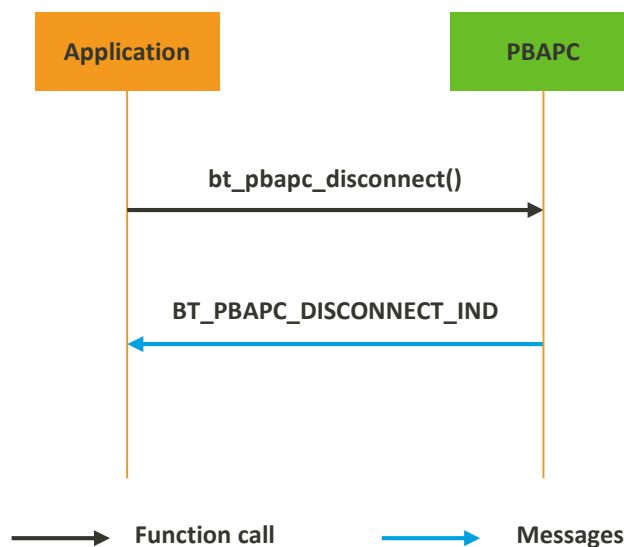 Application
PBAPC
bt_pbapc_disconnect()
BT_PBAPC_DISCONNECT_IND
Function call
Messages